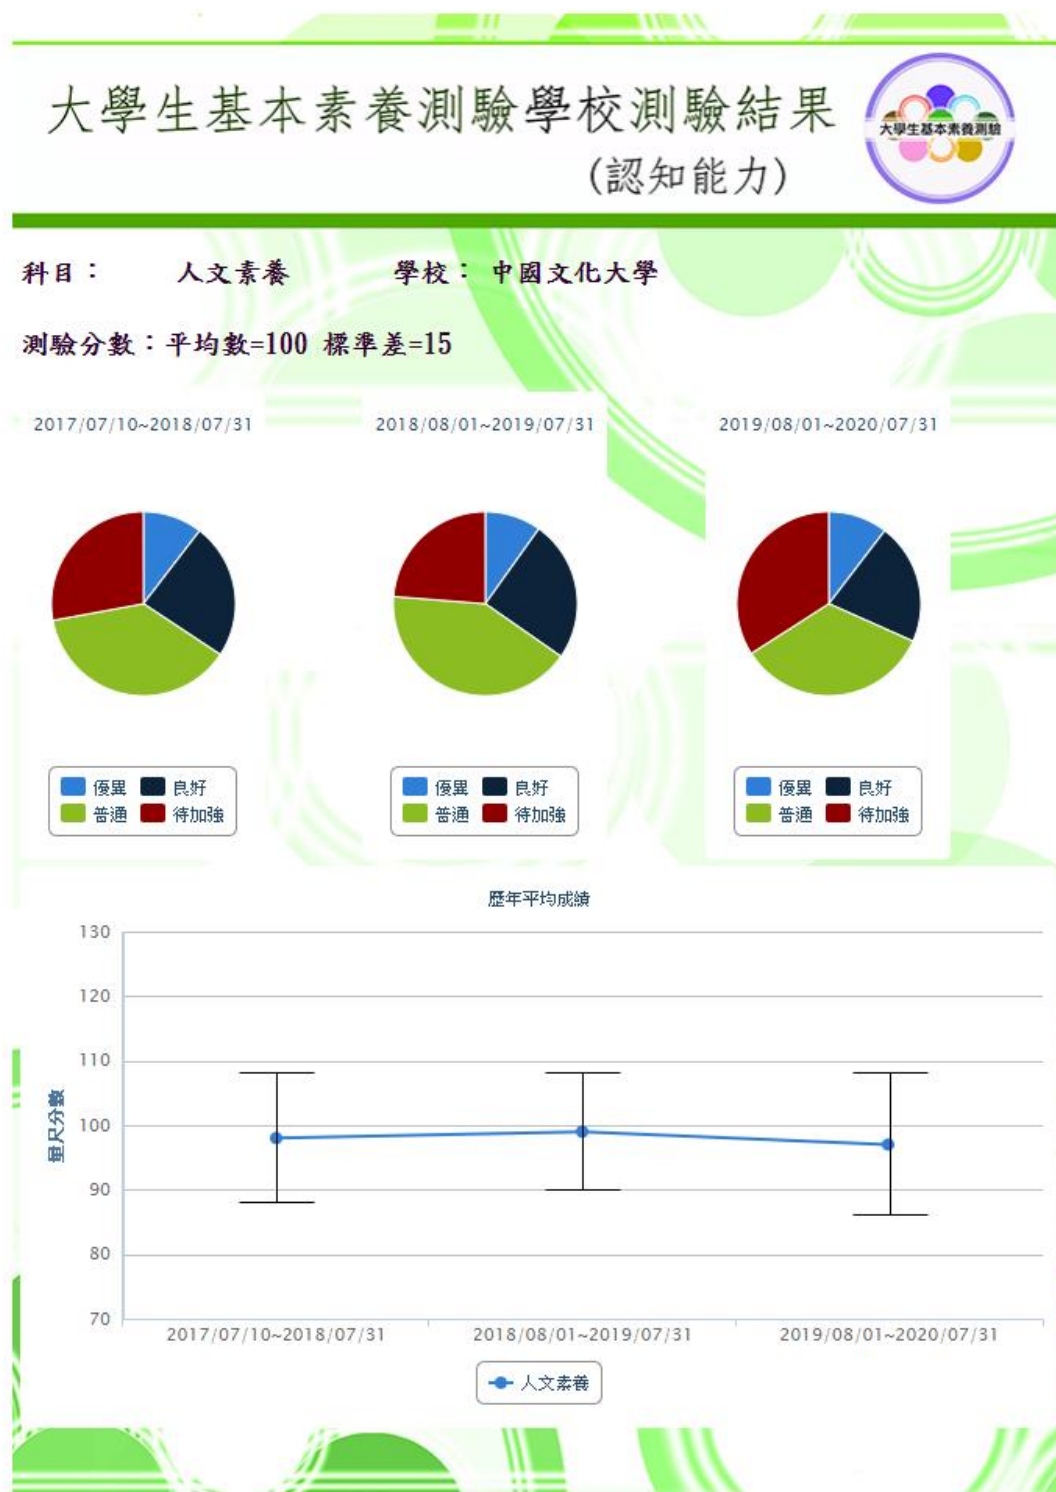 大學生基本素養測驗學校測驗結果
(認知能力)
大學生基本素養測驗
科目： 人文素養 學校： 中國文化大學
測驗分數：平均數=100 標準差=15
2017/07/10~2018/07/31 2018/08/01~2019/07/31 2019/08/01~2020/07/31
優異 良好 優異 良好 優異 良好
普通 待加強 普通 待加強 普通 待加強
歷年平均成績
130
120
110
100
90
80
70
量尺分數
2017/07/10~2018/07/31 2018/08/01~2019/07/31 2019/08/01~2020/07/31
人文素養